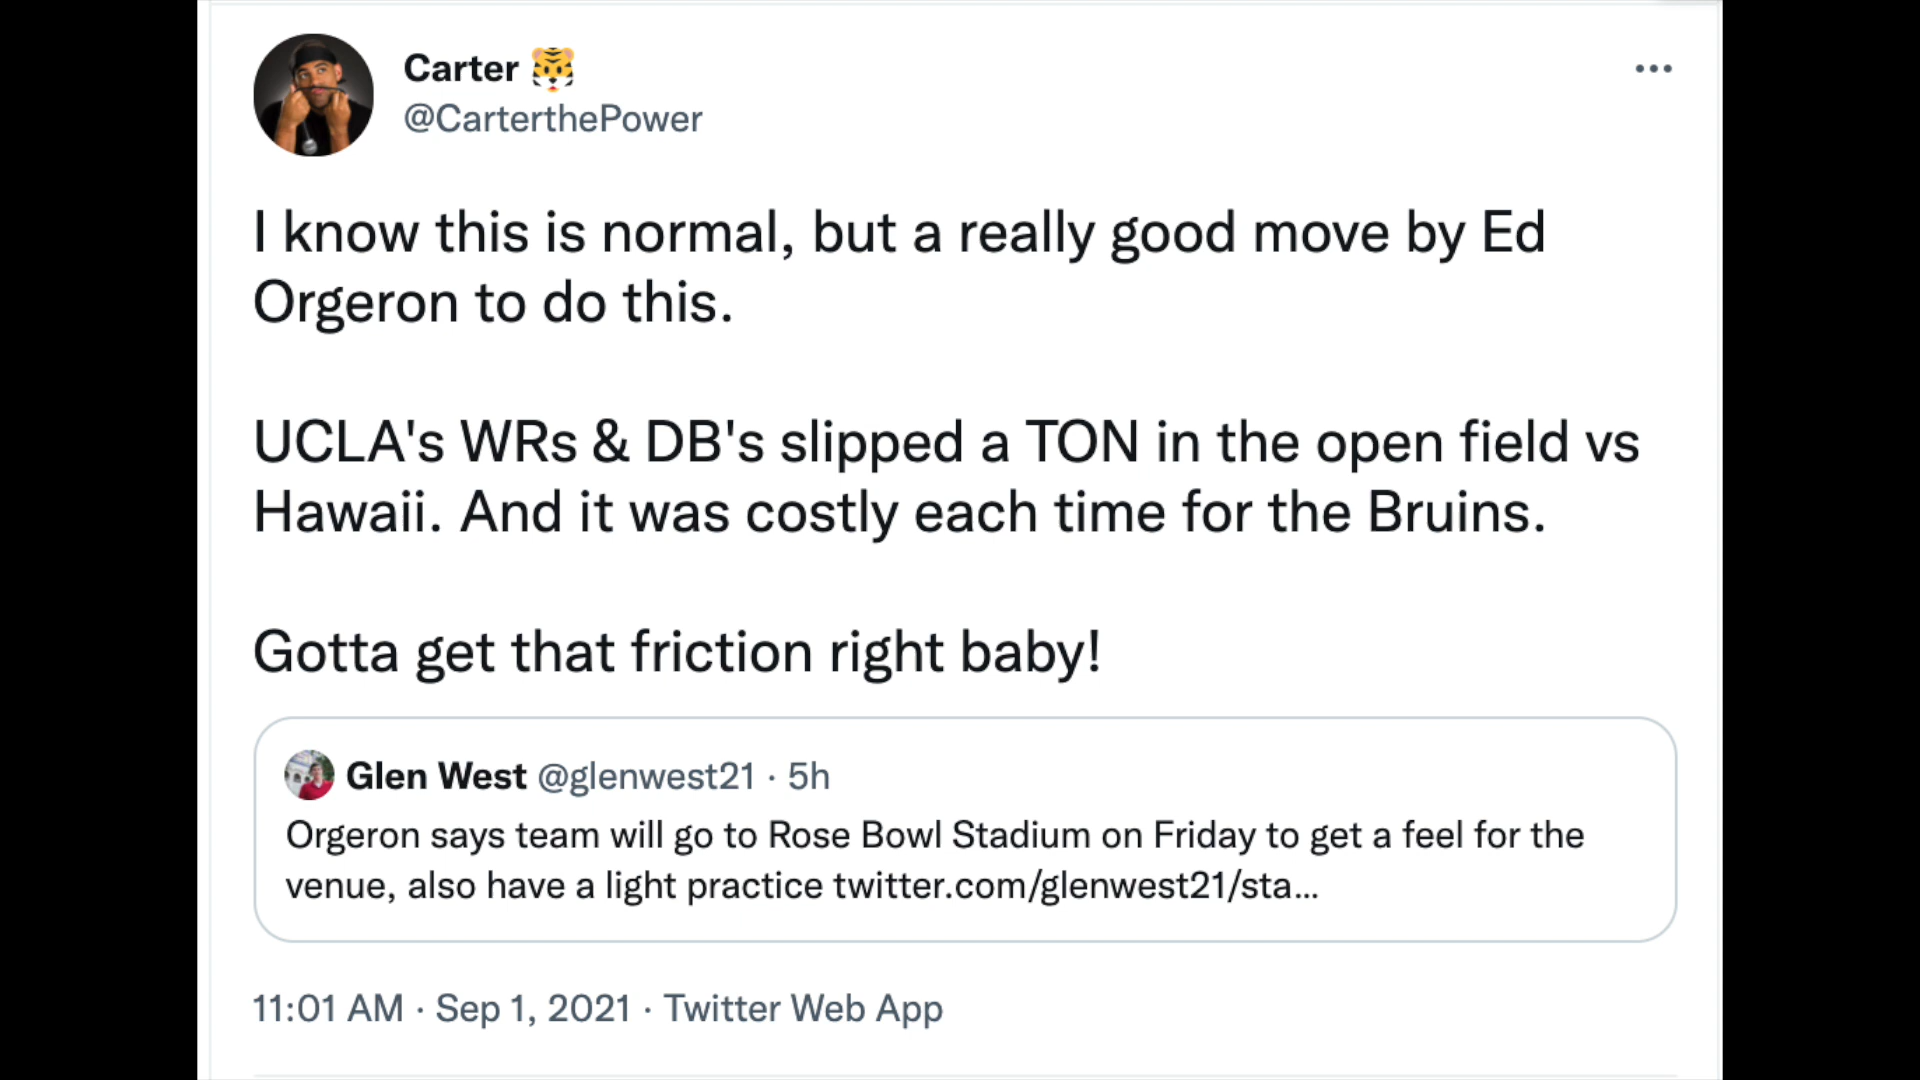 Carter 🐯
@CarterthePower
I know this is normal, but a really good move by Ed
Orgeron to do this.
UCLA's WRs & DB's slipped a TON in the open field vs
Hawaii. And it was costly each time for the Bruins.
Gotta get that friction right baby!
Glen West @glenwest21 · 5h
Orgeron says team will go to Rose Bowl Stadium on Friday to get a feel for the
venue, also have a light practice twitter.com/glenwest21/sta...
11:01 AM · Sep 1, 2021 · Twitter Web App